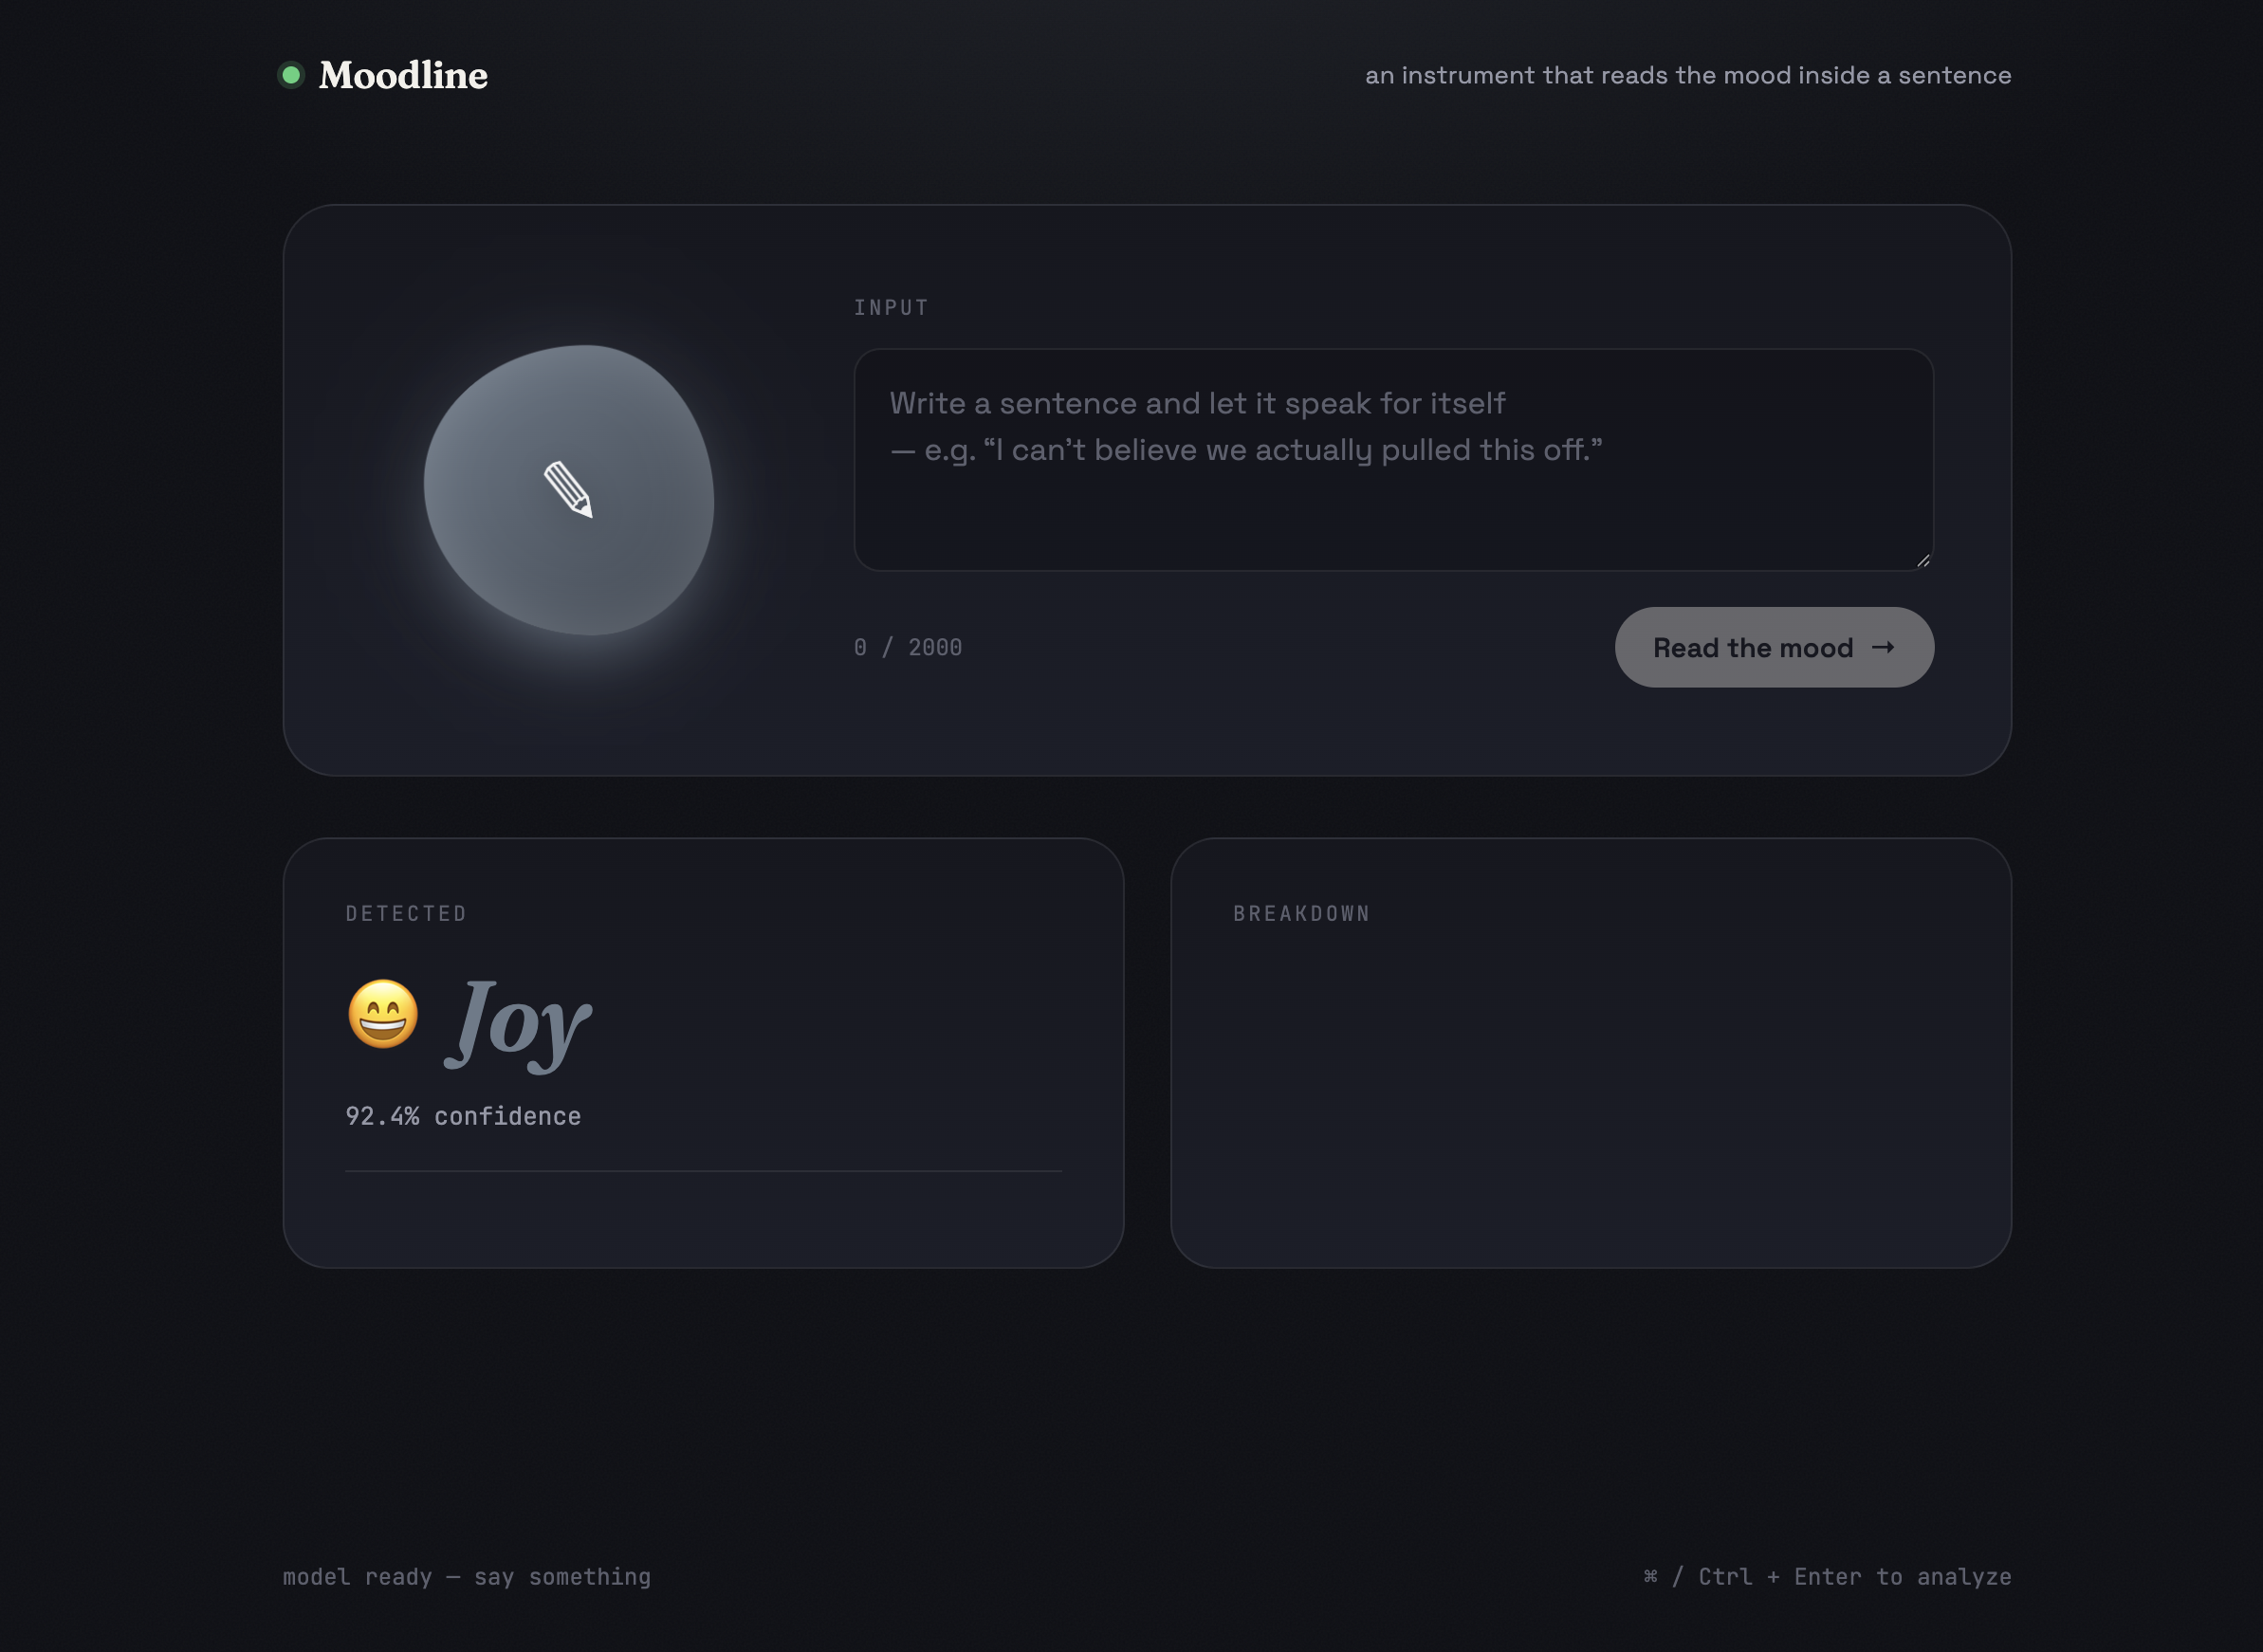 Moodline
an instrument that reads the mood inside a sentence
INPUT
Write a sentence and let it speak for itself
— e.g. “I can’t believe we actually pulled this off.”
0 / 2000
Read the mood →
DETECTED
😄 Joy
92.4% confidence
BREAKDOWN
model ready — say something
⌘ / Ctrl + Enter to analyze